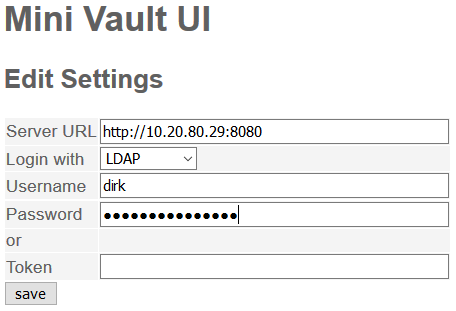 Mini Vault UI
Edit Settings
Server URL http://10.20.80.29:8080
Login with LDAP
Username dirk
Password ●●●●●●●●●●●●●●●
or
Token
save